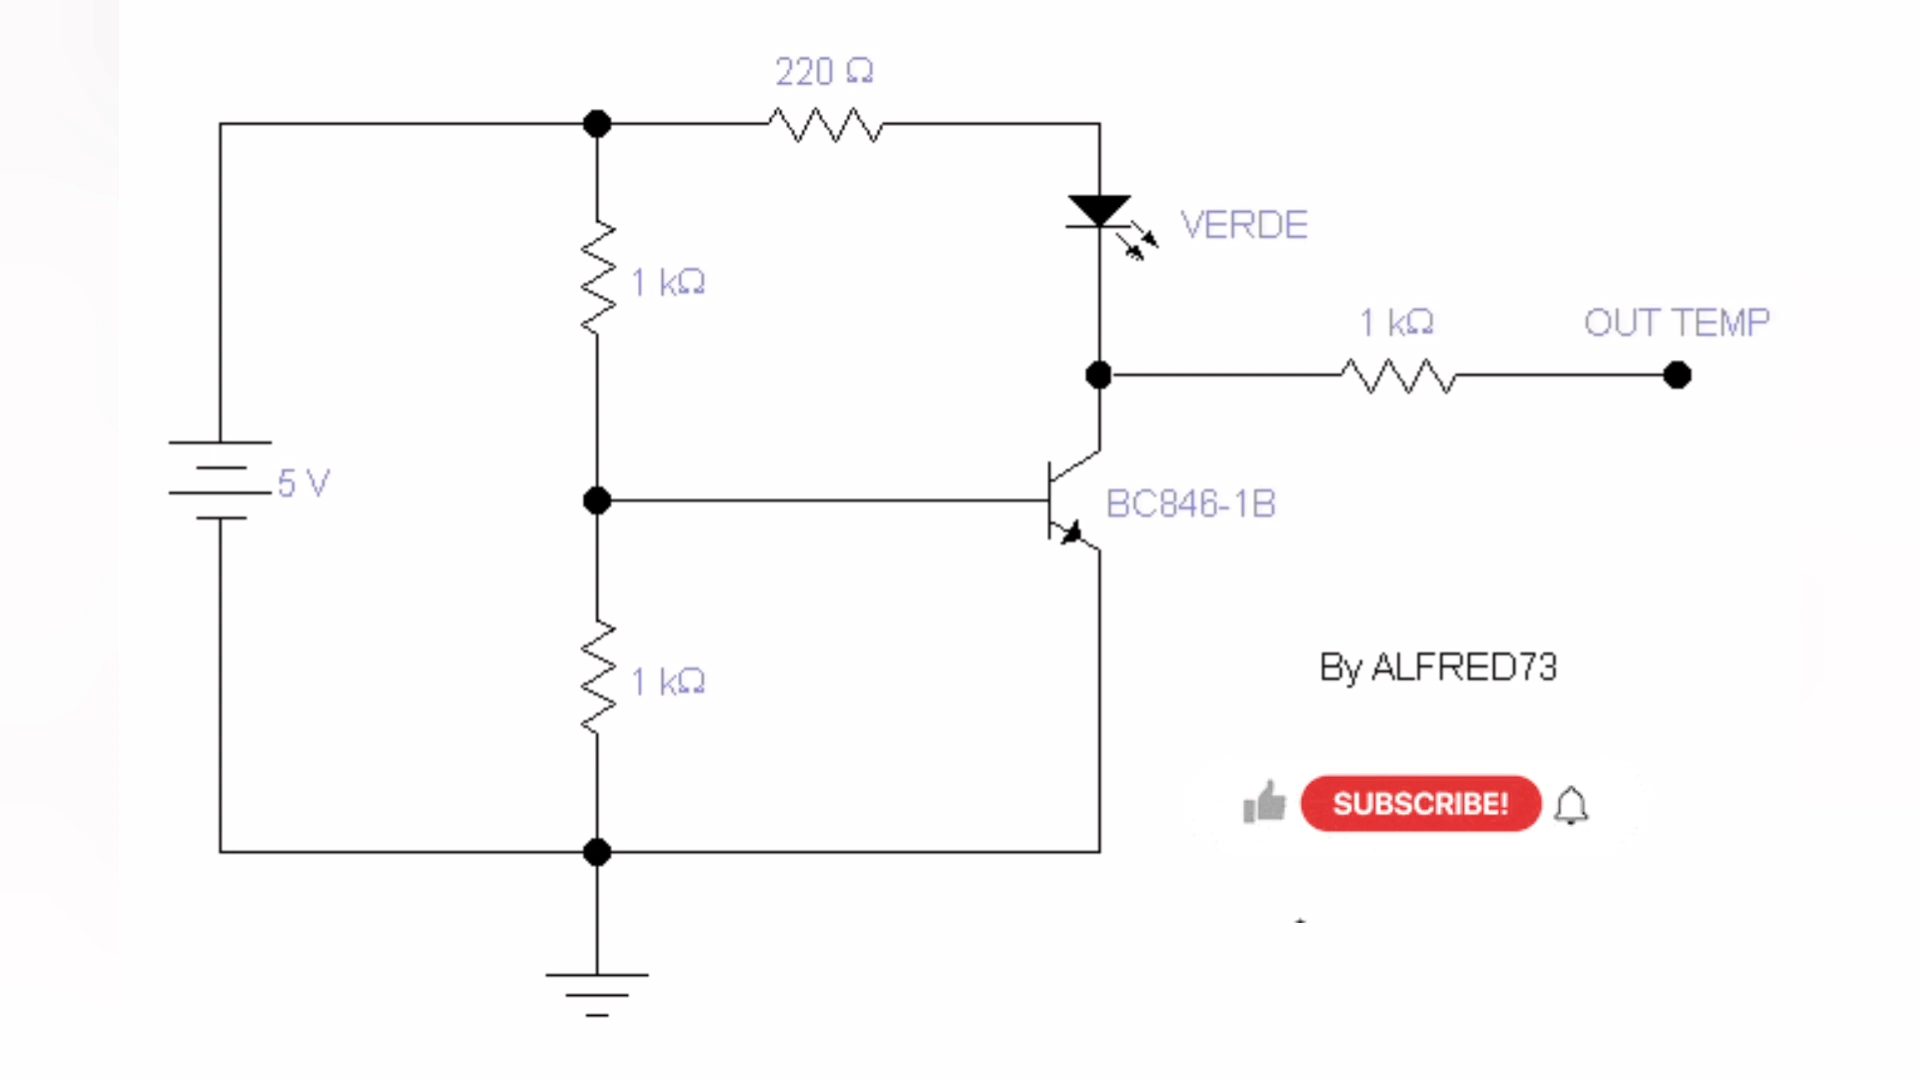 220 Ω
VERDE
1 kΩ
1 kΩ
OUT TEMP
5 V
BC846-1B
1 kΩ
By ALFRED73
SUBSCRIBE!